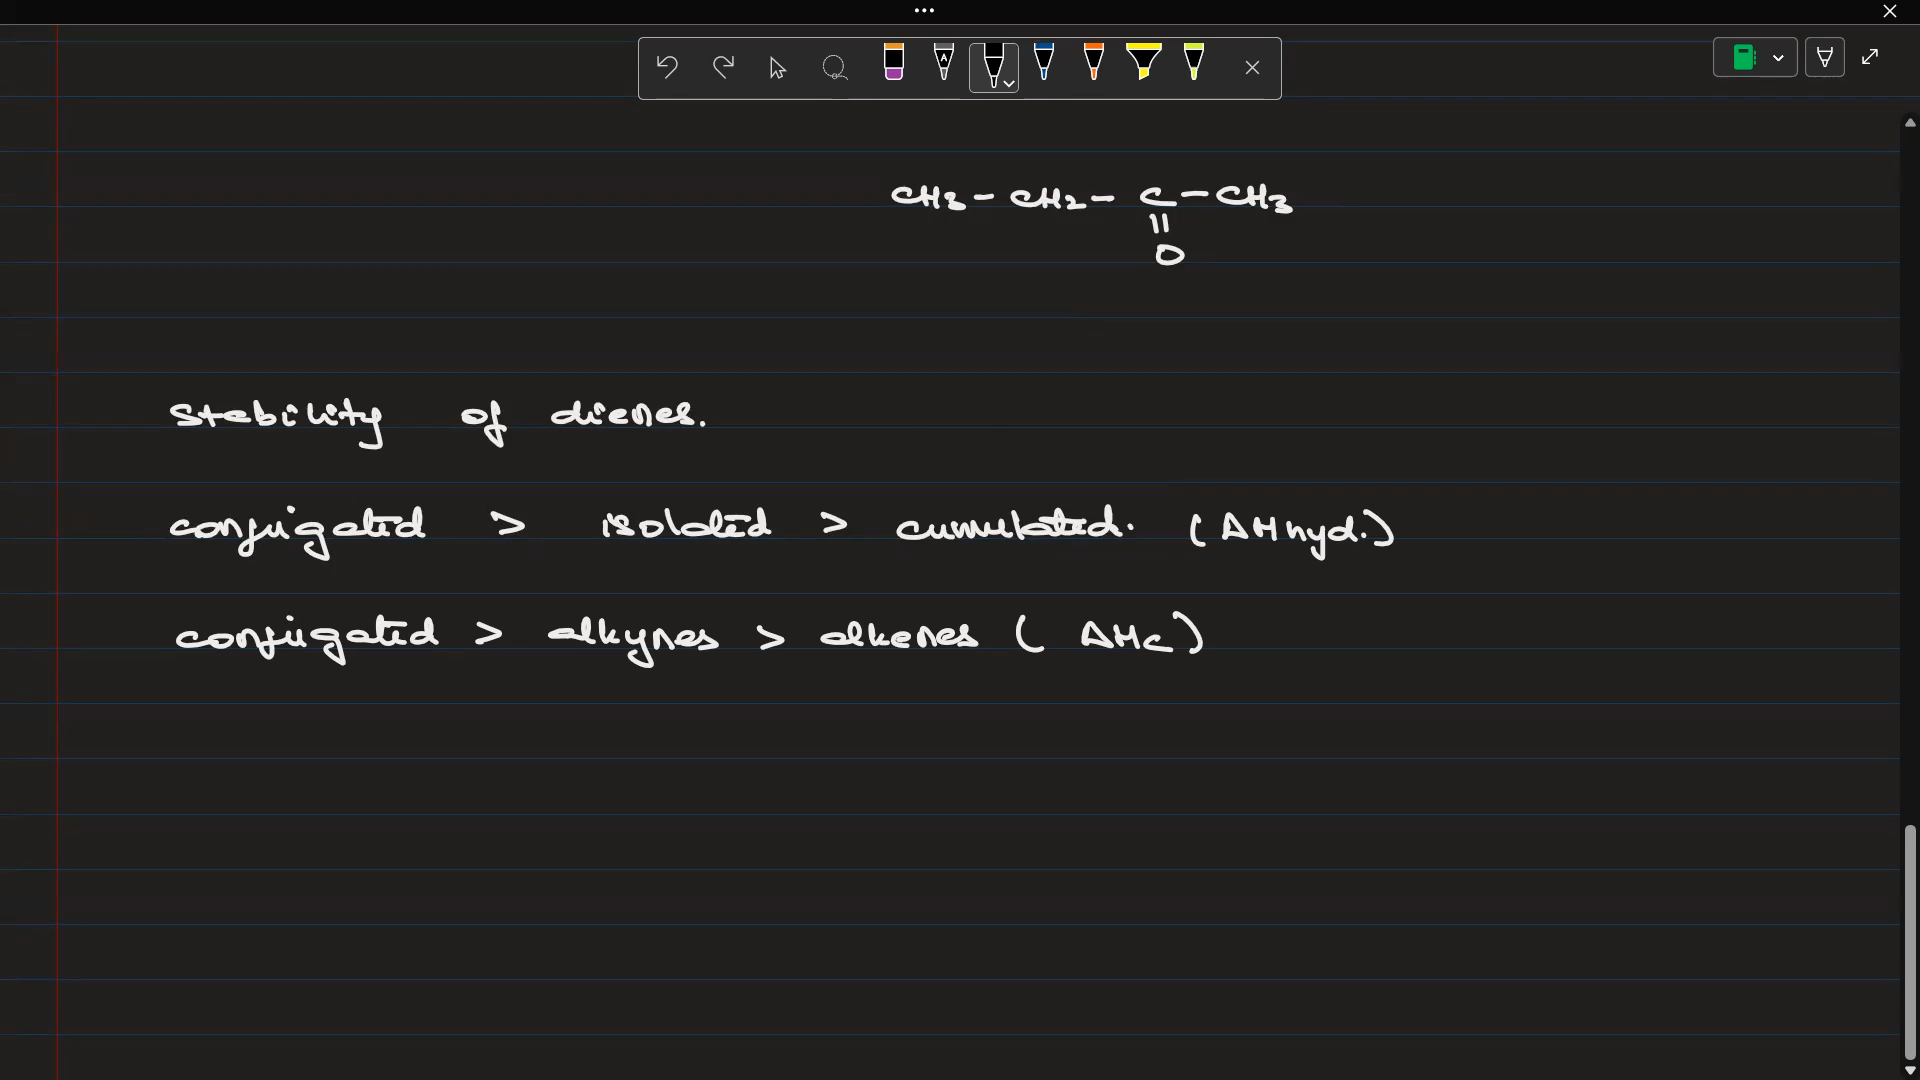 CH3 - CH2 - C - CH3
||
O
Stability of dienes.
conjugated > isolated > cumulated. (ΔHhyd.)
conjugated > alkynes > alkenes ( ΔHc)